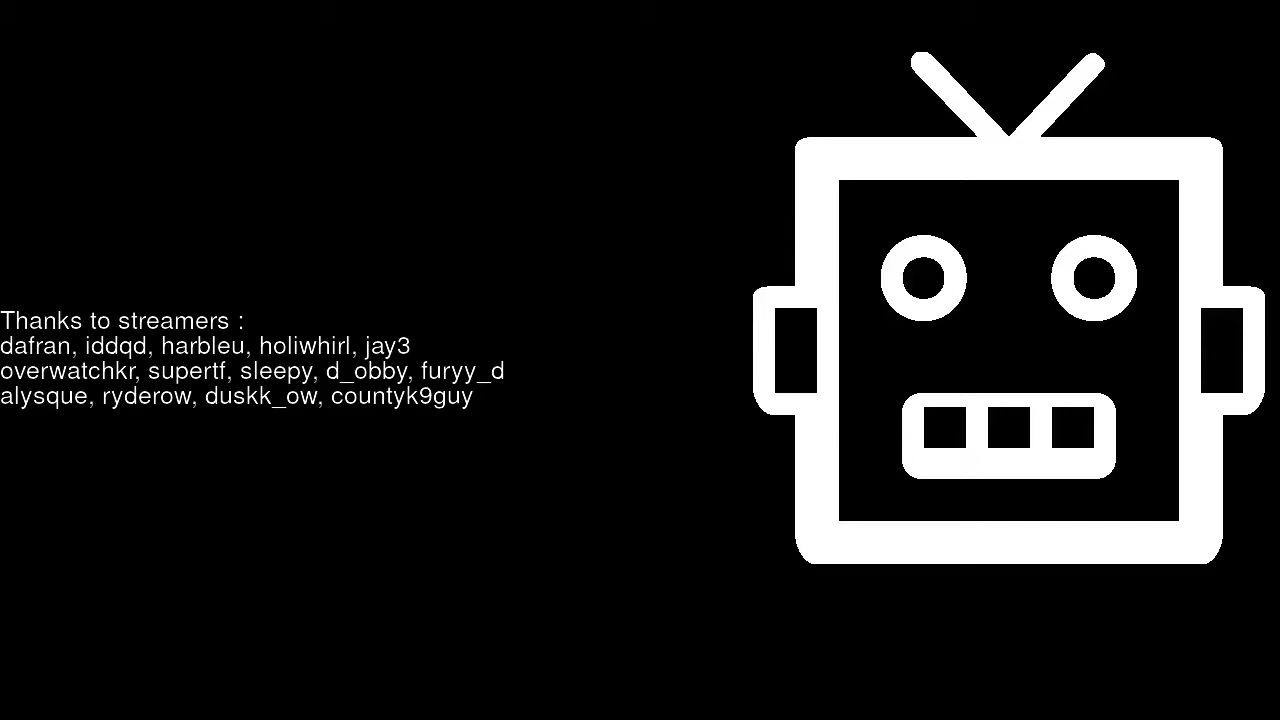 Thanks to streamers :
dafran, iddqd, harbleu, holiwhirl, jay3
overwatchkr, supertf, sleepy, d_obby, furyy_d
alysque, ryderow, duskk_ow, countyk9guy